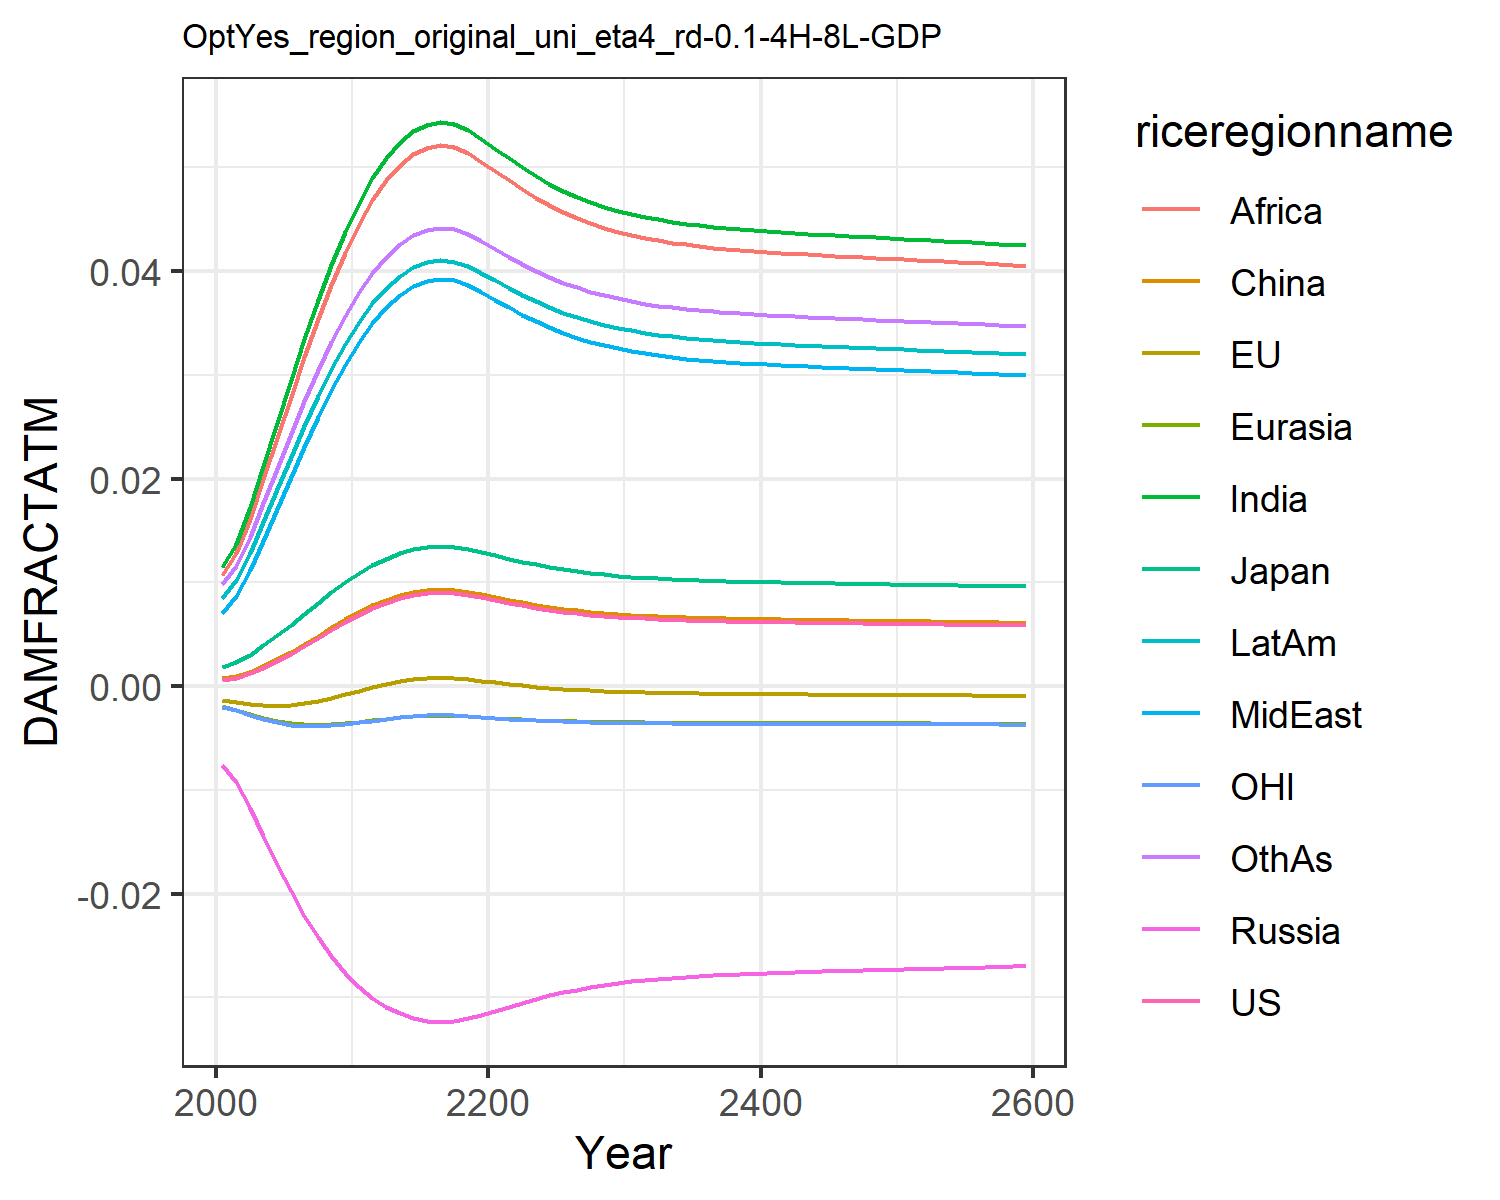 OptYes_region_original_uni_eta4_rd-0.1-4H-8L-GDP
DAMFRACTATM
0.04
0.02
0.00
-0.02
2000
2200
2400
2600
Year
riceregionname
Africa
China
EU
Eurasia
India
Japan
LatAm
MidEast
OHI
OthAs
Russia
US